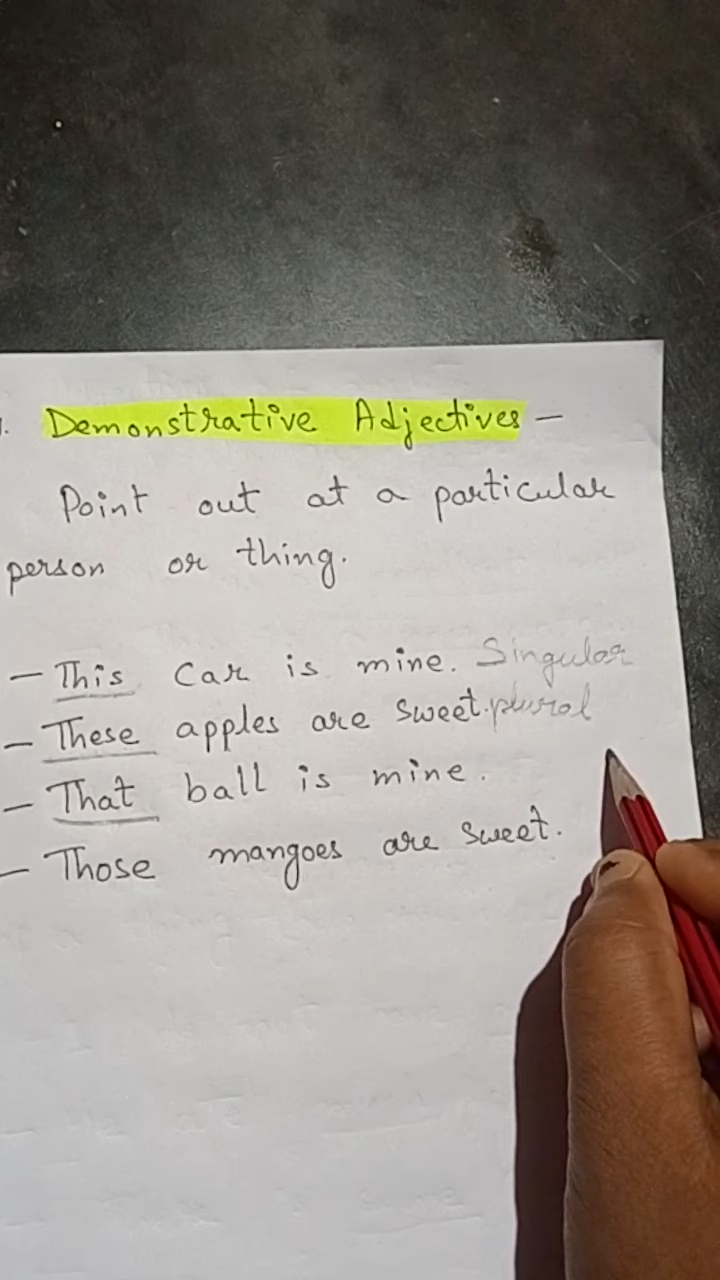 Demonstrative Adjectives -
Point out at a particular
person or thing.
- This Car is mine. Singular
- These apples are sweet. plural
- That ball is mine.
- Those mangoes are sweet.